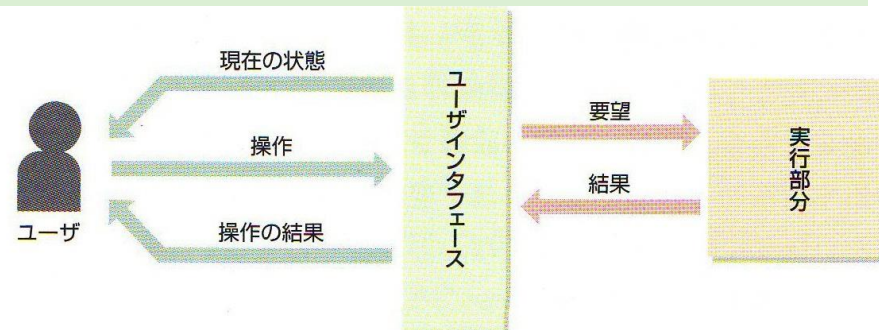 現在の状態
操作
操作の結果
ユーザ
ユーザインタフェース
要望
結果
実行部分